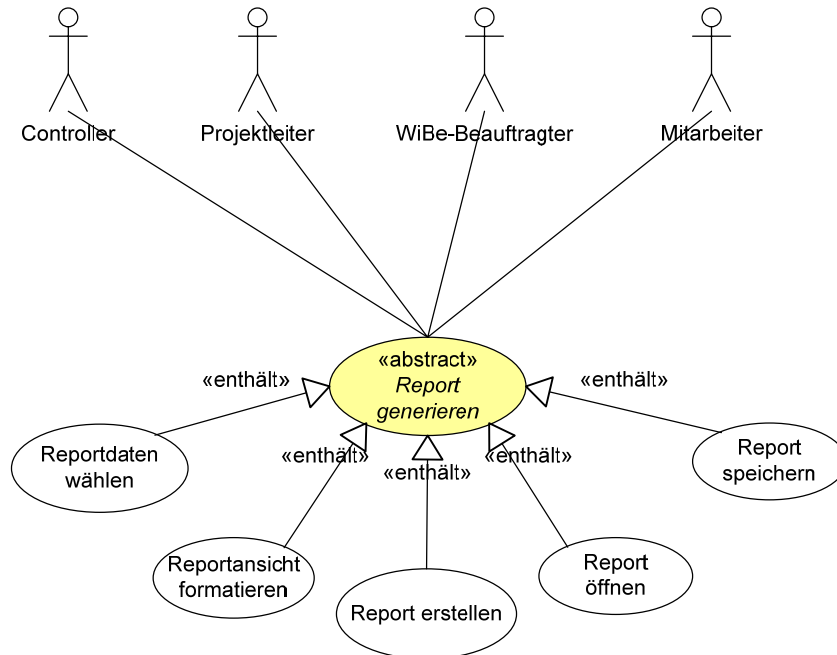 Controller
Projektleiter
WiBe-Beauftragter
Mitarbeiter
«abstract»
Report
generieren
«enthält»
«enthält»
«enthält»
«enthält»
«enthält»
Reportdaten
wählen
Report
speichern
Reportansicht
formatieren
Report erstellen
Report
öffnen